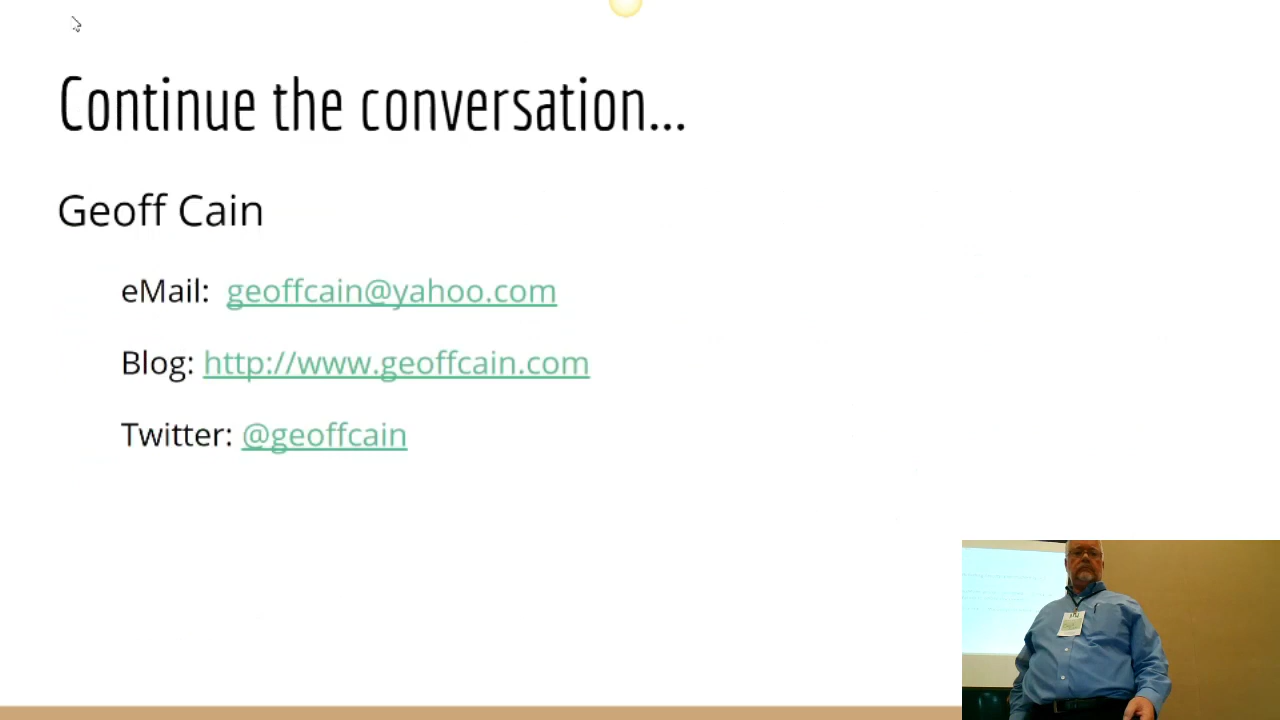 Continue the conversation...
Geoff Cain
eMail: geoffcain@yahoo.com
Blog: http://www.geoffcain.com
Twitter: @geoffcain